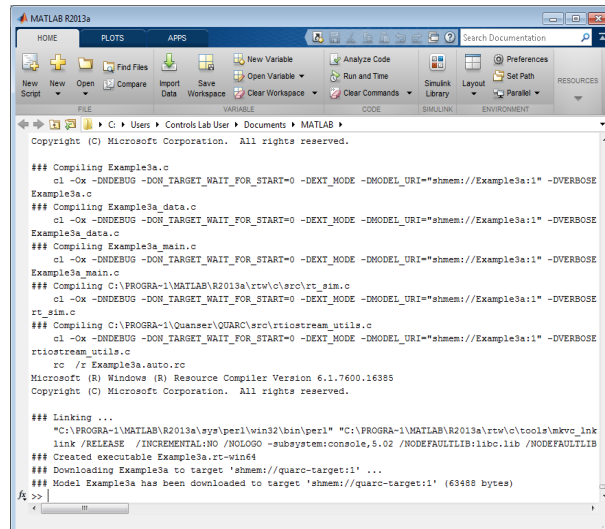 MATLAB R2013a
HOME PLOTS APPS Search Documentation
New Script New Open Find Files Compare Import Data Save Workspace New Variable Open Variable Clear Workspace Analyze Code Run and Time Clear Commands Simulink Library Layout Preferences Set Path Parallel RESOURCES
FILE VARIABLE CODE SIMULINK ENVIRONMENT
C: Users Controls Lab User Documents MATLAB
Copyright (C) Microsoft Corporation.  All rights reserved.
### Compiling Example3a.c
cl -Ox -DNDEBUG -DON_TARGET_WAIT_FOR_START=0 -DEXT_MODE -DMODEL_URI="shmem://Example3a:1" -DVERBOSE
Example3a.c
### Compiling Example3a_data.c
cl -Ox -DNDEBUG -DON_TARGET_WAIT_FOR_START=0 -DEXT_MODE -DMODEL_URI="shmem://Example3a:1" -DVERBOSE
Example3a_data.c
### Compiling Example3a_main.c
cl -Ox -DNDEBUG -DON_TARGET_WAIT_FOR_START=0 -DEXT_MODE -DMODEL_URI="shmem://Example3a:1" -DVERBOSE
Example3a_main.c
### Compiling C:\PROGRA~1\MATLAB\R2013a\rtw\c\src\rt_sim.c
cl -Ox -DNDEBUG -DON_TARGET_WAIT_FOR_START=0 -DEXT_MODE -DMODEL_URI="shmem://Example3a:1" -DVERBOSE
rt_sim.c
### Compiling C:\PROGRA~1\Quanser\QUARC\src\rtiostream_utils.c
cl -Ox -DNDEBUG -DON_TARGET_WAIT_FOR_START=0 -DEXT_MODE -DMODEL_URI="shmem://Example3a:1" -DVERBOSE
rtiostream_utils.c
rc  /r Example3a.auto.rc
Microsoft (R) Windows (R) Resource Compiler Version 6.1.7600.16385
Copyright (C) Microsoft Corporation.  All rights reserved.
### Linking ...
"C:\PROGRA~1\MATLAB\R2013a\sys\perl\win32\bin\perl" "C:\PROGRA~1\MATLAB\R2013a\rtw\c\tools\mkvc_lnk
link /RELEASE  /INCREMENTAL:NO /NOLOGO -subsystem:console,5.02 /NODEFAULTLIB:libc.lib /NODEFAULTLIB
### Created executable Example3a.rt-win64
### Downloading Example3a to target 'shmem://quarc-target:1' ...
### Model Example3a has been downloaded to target 'shmem://quarc-target:1' (63488 bytes)
fx >>